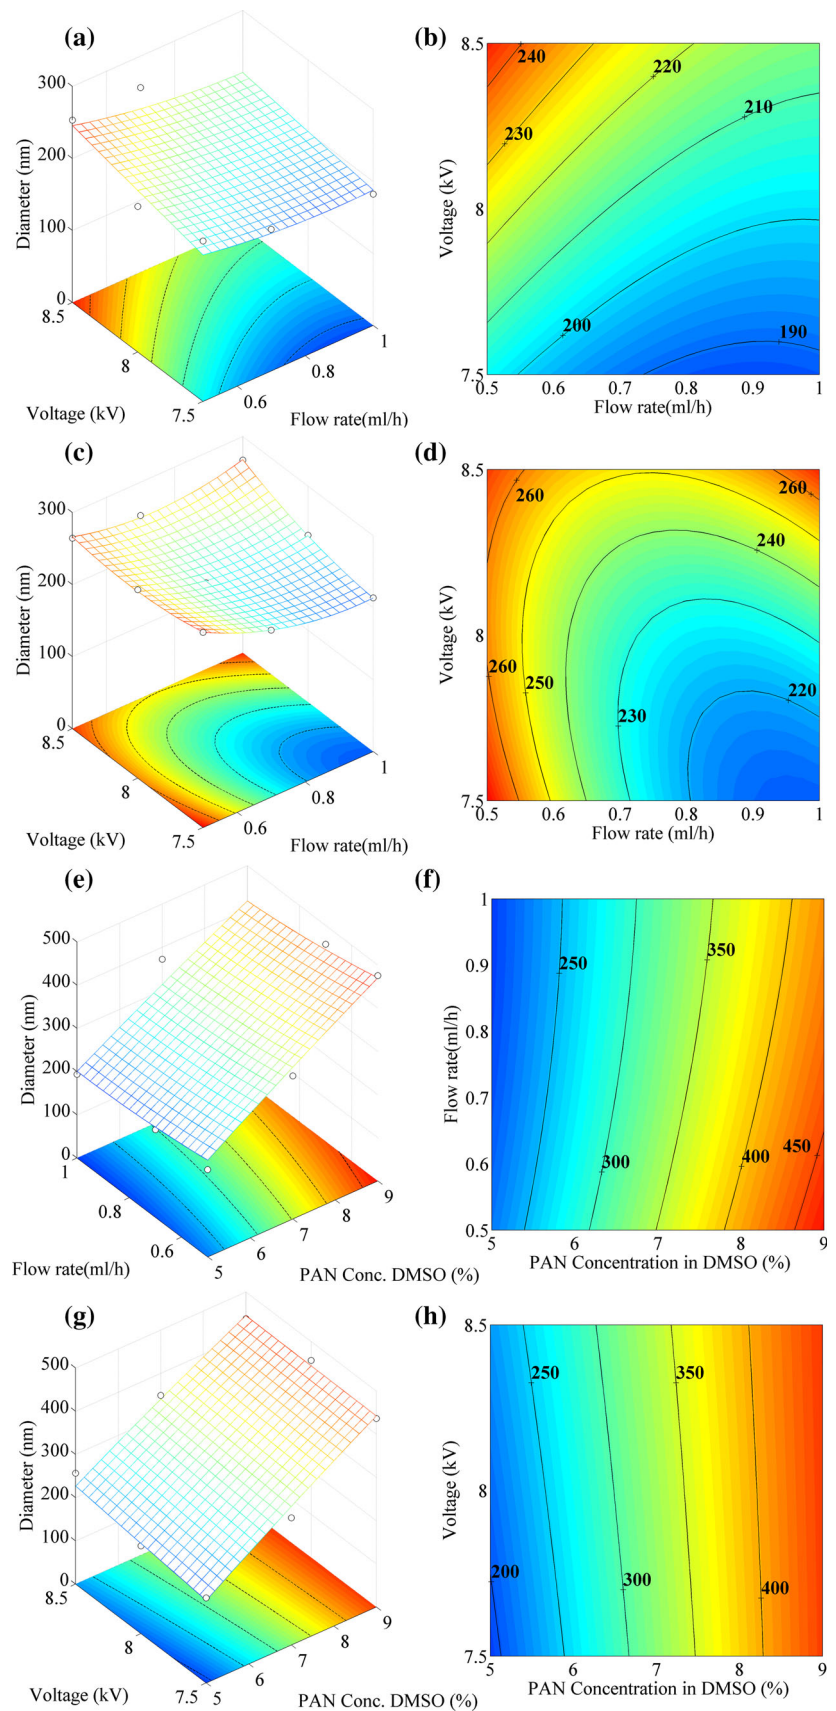 (a)
300
200
100
0
Diameter (nm)
8.5
8
7.5
Voltage (kV)
0.6
0.8
1
Flow rate(ml/h)
(b)
8.5
8
7.5
Voltage (kV)
240
230
220
210
200
190
0.5 0.6 0.7 0.8 0.9 1
Flow rate(ml/h)
(c)
300
200
100
0
Diameter (nm)
8.5
8
7.5
Voltage (kV)
0.6
0.8
1
Flow rate(ml/h)
(d)
8.5
8
7.5
Voltage (kV)
260
260
240
260
250
230
220
0.5 0.6 0.7 0.8 0.9 1
Flow rate (ml/h)
(e)
500
400
300
200
100
0
Diameter (nm)
1
0.8
0.6
Flow rate(ml/h)
5
6
7
8
9
PAN Conc. DMSO (%)
(f)
1
0.9
0.8
0.7
0.6
0.5
Flow rate(ml/h)
250
350
300
400
450
5 6 7 8 9
PAN Concentration in DMSO (%)
(g)
500
400
300
200
100
0
Diameter (nm)
8.5
8
7.5
Voltage (kV)
5
6
7
8
9
PAN Conc. DMSO (%)
(h)
8.5
8
7.5
Voltage (kV)
250
350
200
300
400
5 6 7 8 9
PAN Concentration in DMSO (%)